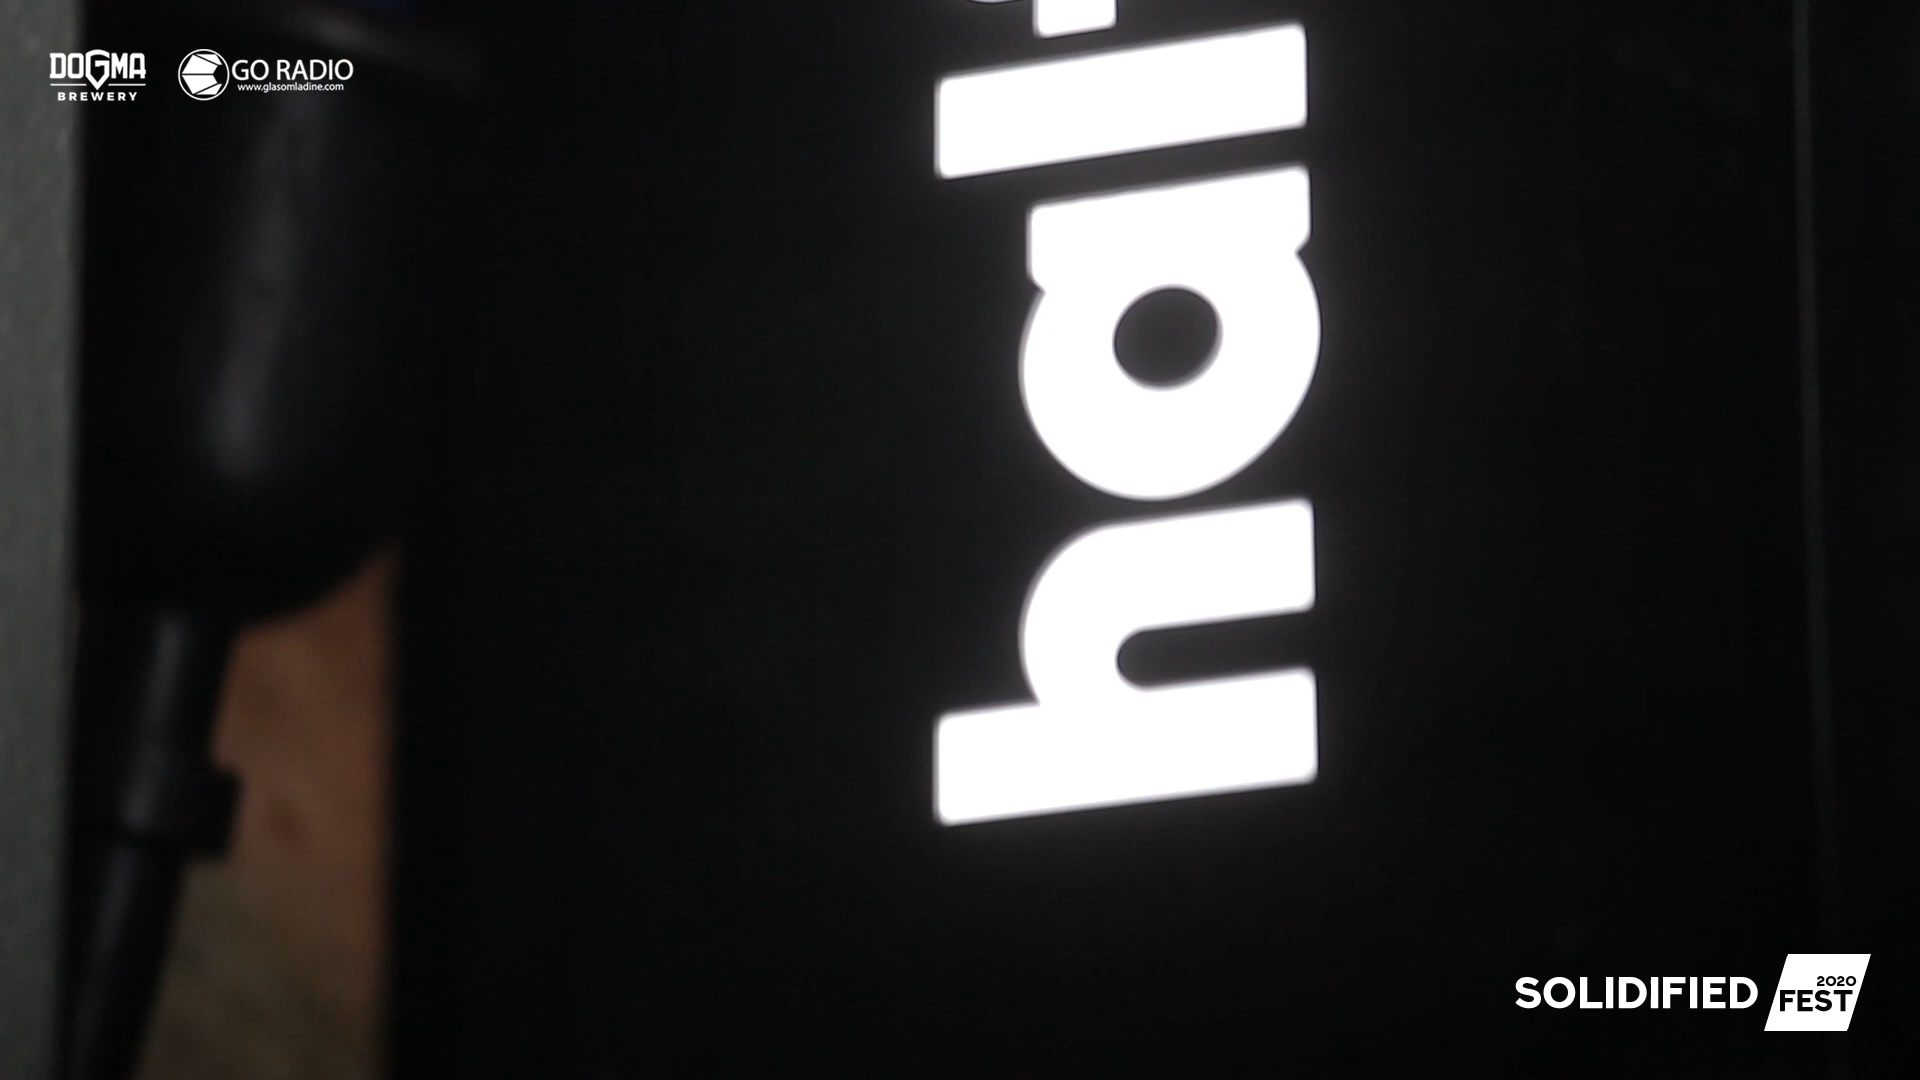 DOGMA
BREWERY
GO RADIO
www.glasomladine.com
hal
SOLIDIFIED
2020
FEST